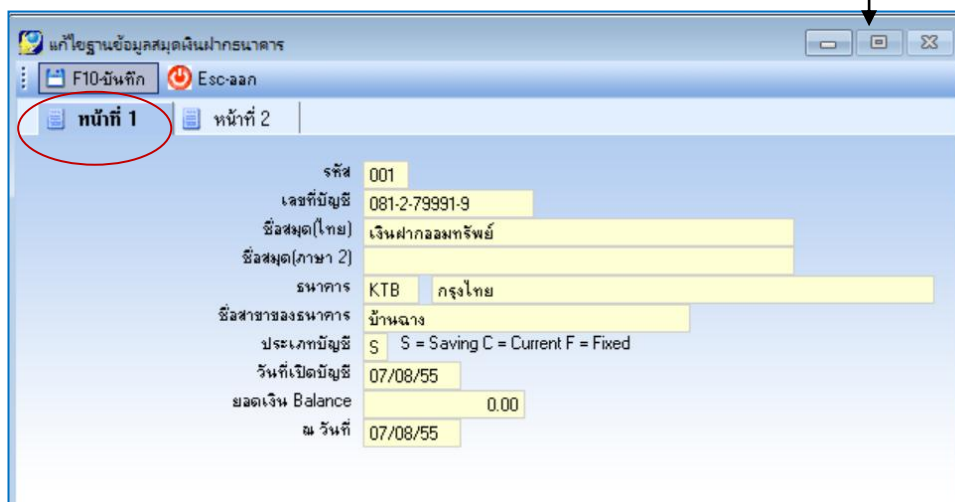 แก้ไขฐานข้อมูลสมุดเงินฝากธนาคาร
F10-บันทึก Esc-ออก
หน้าที่ 1 หน้าที่ 2
รหัส 001
เลขที่บัญชี 081-2-79991-9
ชื่อสมุด(ไทย) เงินฝากออมทรัพย์
ชื่อสมุด(ภาษา 2)
ธนาคาร KTB กรุงไทย
ชื่อสาขาของธนาคาร บ้านฉาง
ประเภทบัญชี S S = Saving C = Current F = Fixed
วันที่เปิดบัญชี 07/08/55
ยอดเงิน Balance 0.00
ณ วันที่ 07/08/55